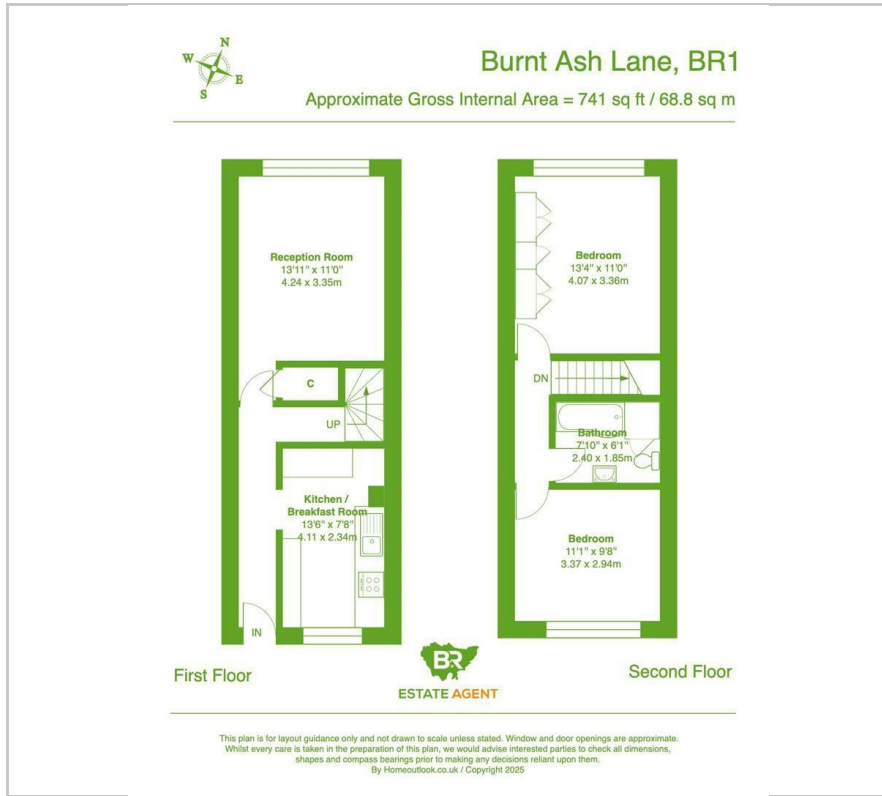 N
W
E
S
Burnt Ash Lane, BR1
Approximate Gross Internal Area = 741 sq ft / 68.8 sq m
Reception Room
13'11" x 11'0"
4.24 x 3.35m
C
UP
Kitchen /
Breakfast Room
13'6" x 7'8"
4.11 x 2.34m
IN
First Floor
Bedroom
13'4" x 11'0"
4.07 x 3.36m
DN
Bathroom
7'10" x 6'1"
2.40 x 1.85m
Bedroom
11'1" x 9'8"
3.37 x 2.94m
Second Floor
BR
ESTATE AGENT
This plan is for layout guidance only and not drawn to scale unless stated. Window and door openings are approximate.
Whilst every care is taken in the preparation of this plan, we would advise interested parties to check all dimensions,
shapes and compass bearings prior to making any decisions reliant upon them.
By Homeoutlook.co.uk / Copyright 2025